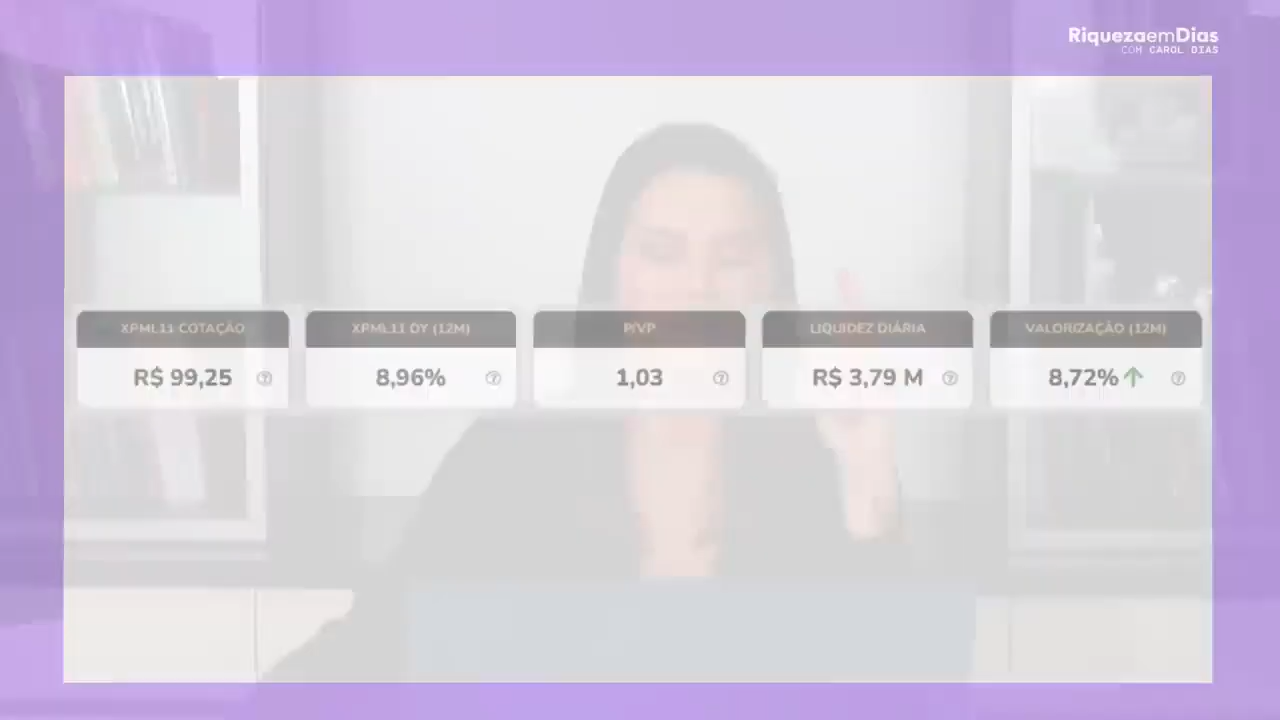 RiquezaemDias
COM CAROL DIAS
XPML11 COTAÇÃO
R$ 99,25
XPML11 DY (12M)
8,96%
P/VP
1,03
LIQUIDEZ DIÁRIA
R$ 3,79 M
VALORIZAÇÃO (12M)
8,72%